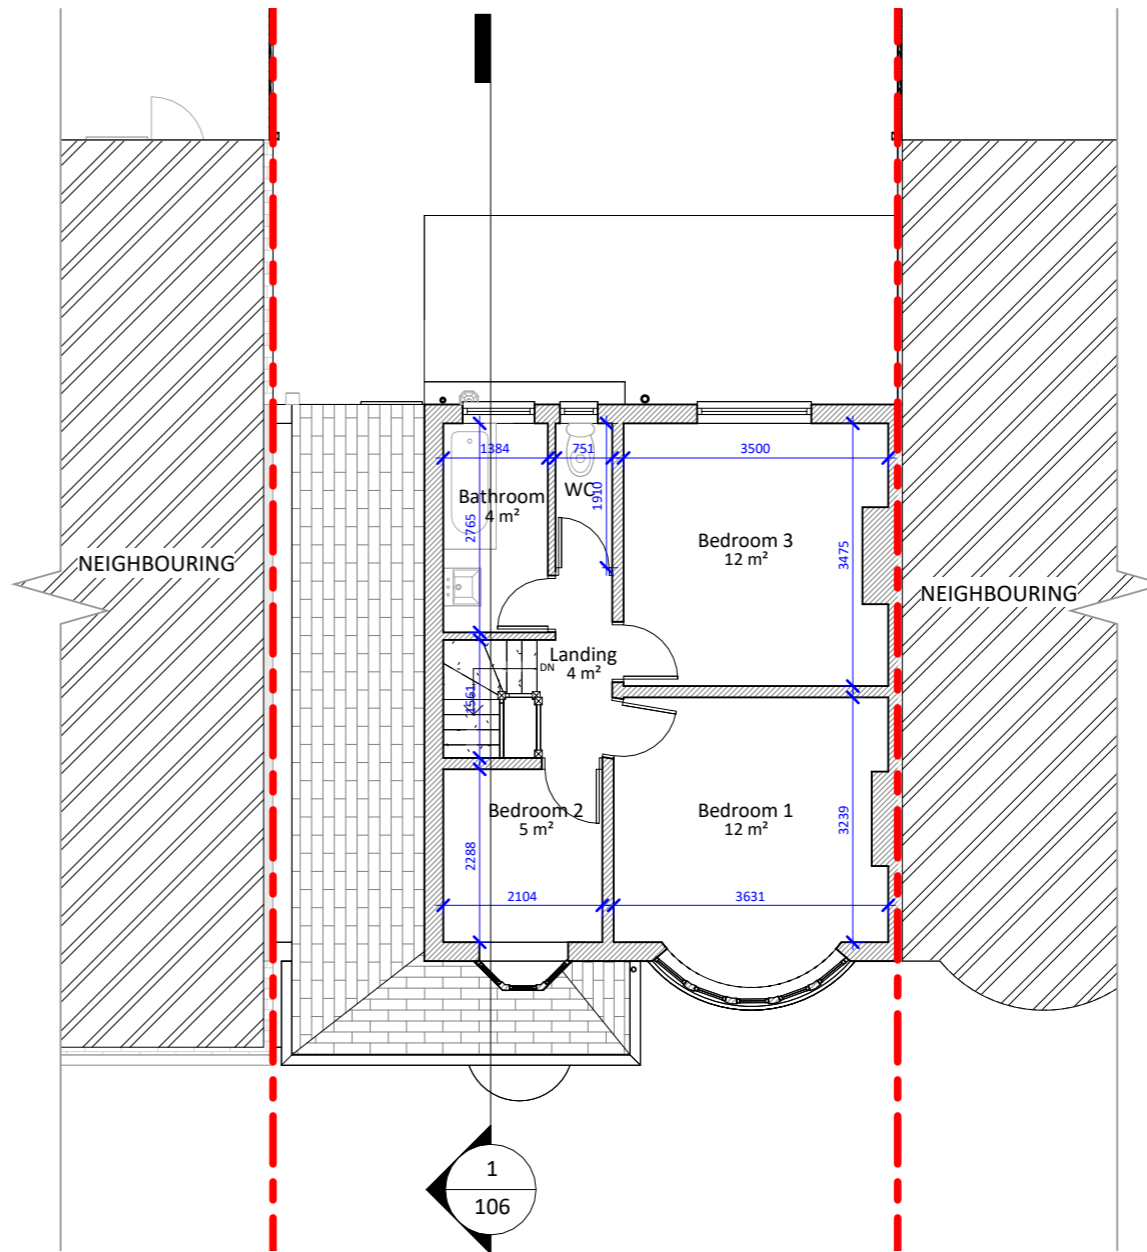 1384
751
3500
Bathroom
4 m²
WC
1910
2765
Bedroom 3
12 m²
3475
NEIGHBOURING
NEIGHBOURING
Landing
4 m²
DN
1561
Bedroom 2
5 m²
Bedroom 1
12 m²
2288
3239
2104
3631
1
106